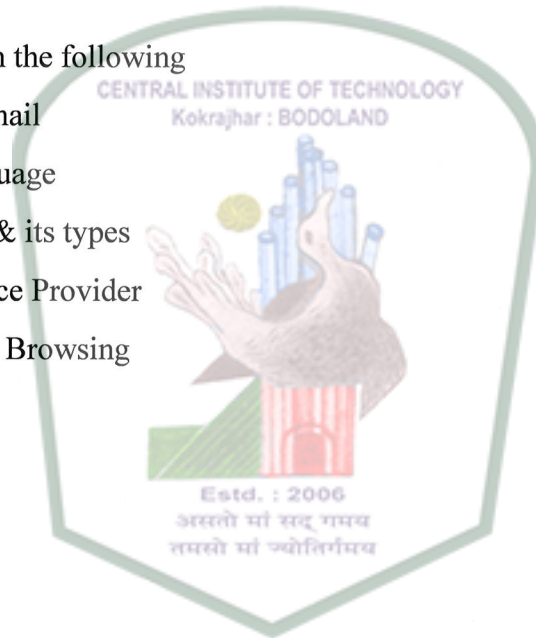 n the following
CENTRAL INSTITUTE OF TECHNOLOGY
Kokrajhar : BODOLAND
nail
uage
& its types
ce Provider
Browsing
Estd. : 2006
असतो मां सद् गमय
तमसो मां ज्योतिर्गमय